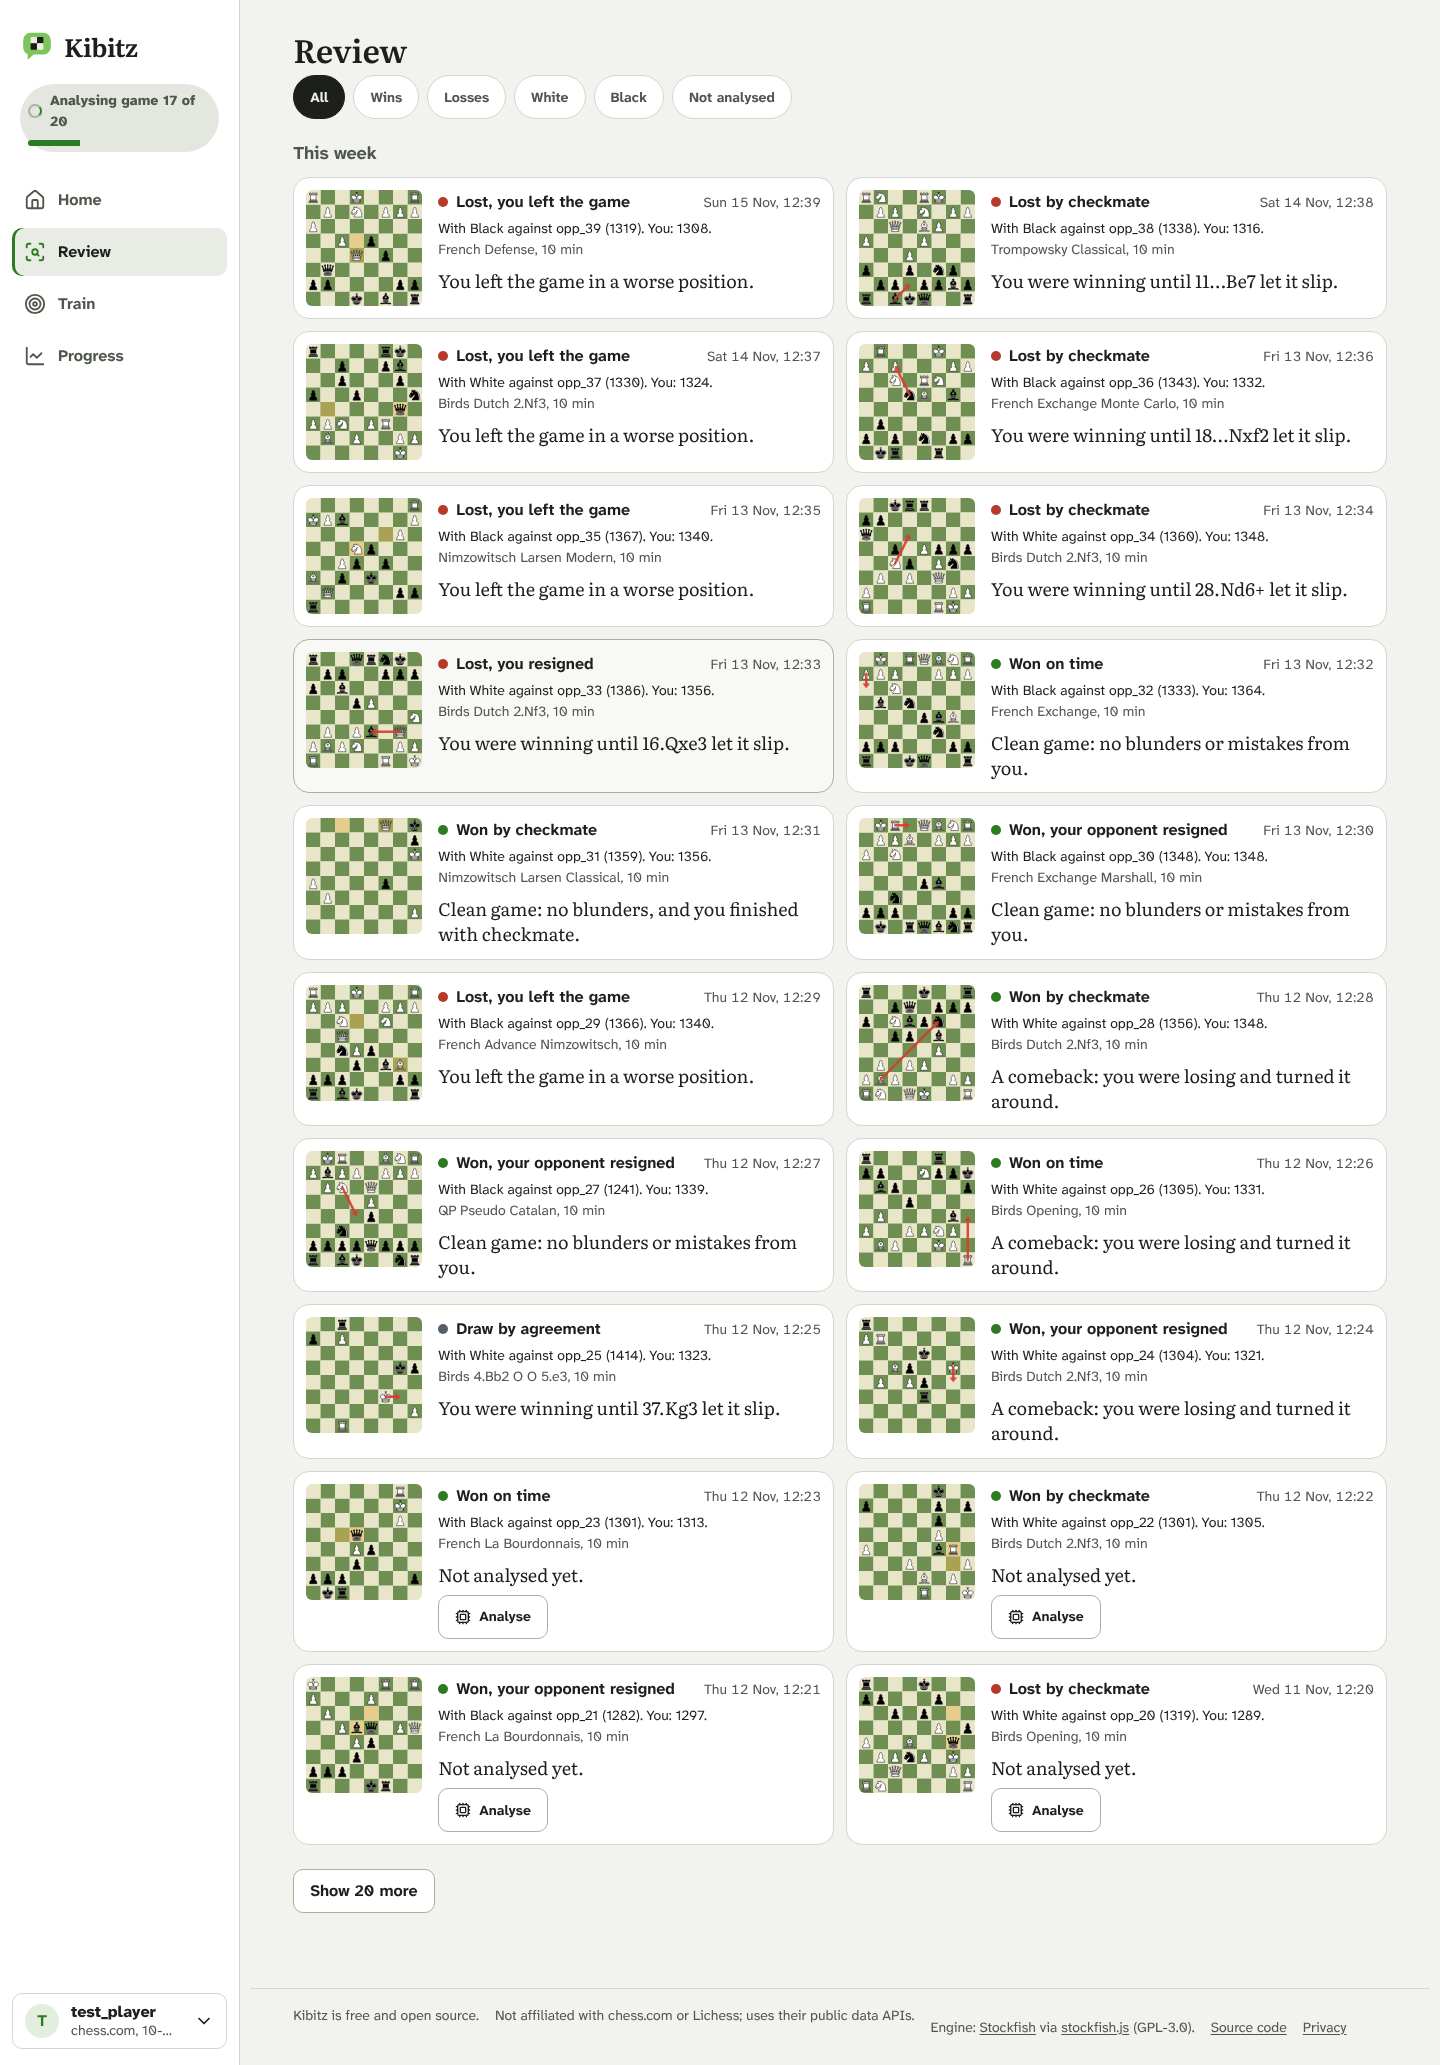 Kibitz
Analysing game 17 of
20
Home
Review
Train
Progress
test_player
chess.com, 10-...
Review
All
Wins
Losses
White
Black
Not analysed
This week
Lost, you left the game
Sun 15 Nov, 12:39
With Black against opp_39 (1319). You: 1308.
French Defense, 10 min
You left the game in a worse position.
Lost by checkmate
Sat 14 Nov, 12:38
With Black against opp_38 (1338). You: 1316.
Trompowsky Classical, 10 min
You were winning until 11...Be7 let it slip.
Lost, you left the game
Sat 14 Nov, 12:37
With White against opp_37 (1330). You: 1324.
Birds Dutch 2.Nf3, 10 min
You left the game in a worse position.
Lost by checkmate
Fri 13 Nov, 12:36
With Black against opp_36 (1343). You: 1332.
French Exchange Monte Carlo, 10 min
You were winning until 18...Nxf2 let it slip.
Lost, you left the game
Fri 13 Nov, 12:35
With Black against opp_35 (1367). You: 1340.
Nimzowitsch Larsen Modern, 10 min
You left the game in a worse position.
Lost by checkmate
Fri 13 Nov, 12:34
With White against opp_34 (1360). You: 1348.
Birds Dutch 2.Nf3, 10 min
You were winning until 28.Nd6+ let it slip.
Lost, you resigned
Fri 13 Nov, 12:33
With White against opp_33 (1386). You: 1356.
Birds Dutch 2.Nf3, 10 min
You were winning until 16.Qxe3 let it slip.
Won on time
Fri 13 Nov, 12:32
With Black against opp_32 (1333). You: 1364.
French Exchange, 10 min
Clean game: no blunders or mistakes from
you.
Won by checkmate
Fri 13 Nov, 12:31
With White against opp_31 (1359). You: 1356.
Nimzowitsch Larsen Classical, 10 min
Clean game: no blunders, and you finished
with checkmate.
Won, your opponent resigned
Fri 13 Nov, 12:30
With Black against opp_30 (1348). You: 1348.
French Exchange Marshall, 10 min
Clean game: no blunders or mistakes from
you.
Lost, you left the game
Thu 12 Nov, 12:29
With Black against opp_29 (1366). You: 1340.
French Advance Nimzowitsch, 10 min
You left the game in a worse position.
Won by checkmate
Thu 12 Nov, 12:28
With White against opp_28 (1356). You: 1348.
Birds Dutch 2.Nf3, 10 min
A comeback: you were losing and turned it
around.
Won, your opponent resigned
Thu 12 Nov, 12:27
With Black against opp_27 (1241). You: 1339.
QP Pseudo Catalan, 10 min
Clean game: no blunders or mistakes from
you.
Won on time
Thu 12 Nov, 12:26
With White against opp_26 (1305). You: 1331.
Birds Opening, 10 min
A comeback: you were losing and turned it
around.
Draw by agreement
Thu 12 Nov, 12:25
With White against opp_25 (1414). You: 1323.
Birds 4.Bb2 O O 5.e3, 10 min
You were winning until 37.Kg3 let it slip.
Won, your opponent resigned
Thu 12 Nov, 12:24
With White against opp_24 (1304). You: 1321.
Birds Dutch 2.Nf3, 10 min
A comeback: you were losing and turned it
around.
Won on time
Thu 12 Nov, 12:23
With Black against opp_23 (1301). You: 1313.
French La Bourdonnais, 10 min
Not analysed yet.
Analyse
Won by checkmate
Thu 12 Nov, 12:22
With White against opp_22 (1301). You: 1305.
Birds Dutch 2.Nf3, 10 min
Not analysed yet.
Analyse
Won, your opponent resigned
Thu 12 Nov, 12:21
With Black against opp_21 (1282). You: 1297.
French La Bourdonnais, 10 min
Not analysed yet.
Analyse
Lost by checkmate
Wed 11 Nov, 12:20
With White against opp_20 (1319). You: 1289.
Birds Opening, 10 min
Not analysed yet.
Analyse
Show 20 more
Kibitz is free and open source. Not affiliated with chess.com or Lichess; uses their public data APIs.
Engine: Stockfish via stockfish.js (GPL-3.0). Source code Privacy
T